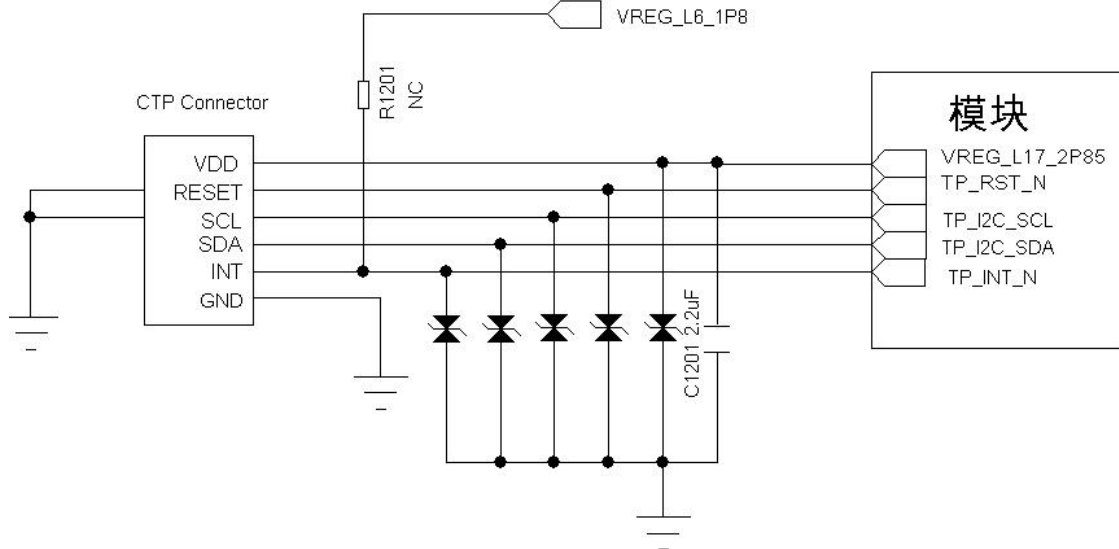 VREG_L6_1P8
R1201
NC
CTP Connector
模块
VDD
RESET
SCL
SDA
INT
GND
VREG_L17_2P85
TP_RST_N
TP_I2C_SCL
TP_I2C_SDA
TP_INT_N
C1201 2.2uF